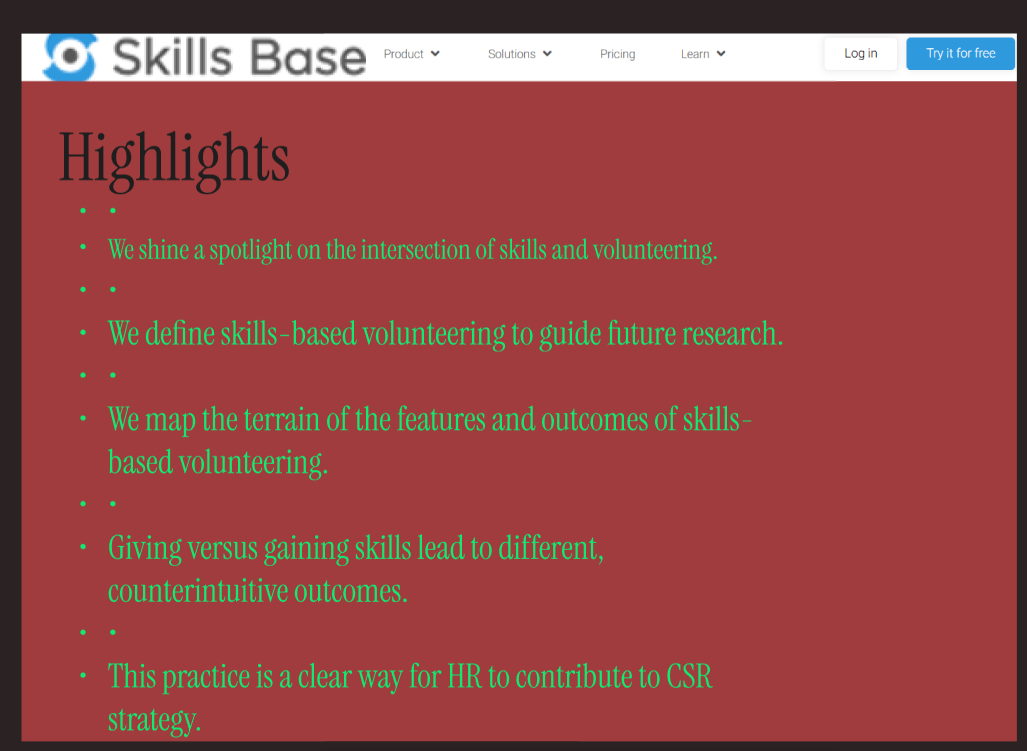 Skills Base Product Solutions Pricing Learn Log in Try it for free
Highlights
•  •
• We shine a spotlight on the intersection of skills and volunteering.
•  •
• We define skills-based volunteering to guide future research.
•  •
• We map the terrain of the features and outcomes of skills-
based volunteering.
•  •
• Giving versus gaining skills lead to different,
counterintuitive outcomes.
•  •
• This practice is a clear way for HR to contribute to CSR
strategy.